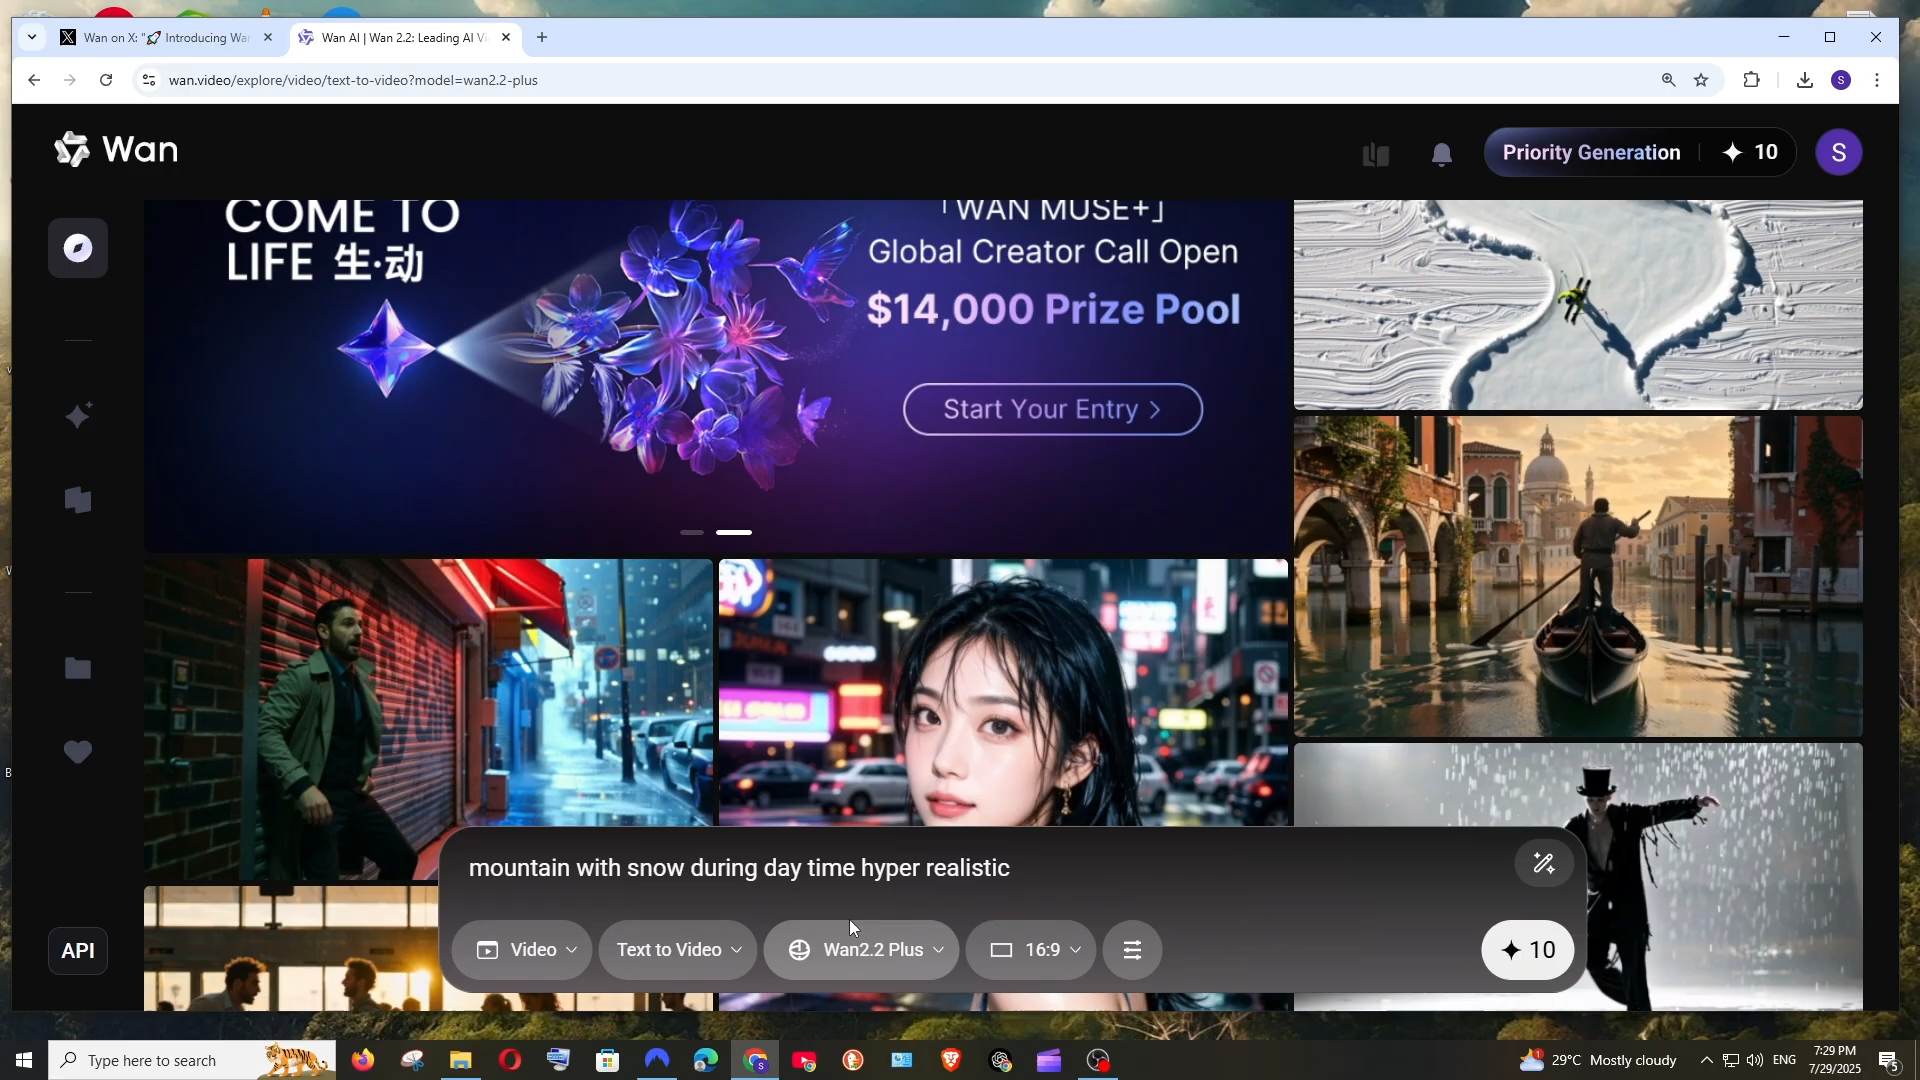 Wan on X: "🚀 Introducing Wan
Wan AI | Wan 2.2: Leading AI Vi
wan.video/explore/video/text-to-video?model=wan2.2-plus
S
Wan
Priority Generation
10
S
COME TO
LIFE 生·动
「WAN MUSE+」
Global Creator Call Open
$14,000 Prize Pool
Start Your Entry >
mountain with snow during day time hyper realistic
API
Video
Text to Video
Wan2.2 Plus
16:9
10
Type here to search
29°C Mostly cloudy
ENG
7:29 PM
7/29/2025
5